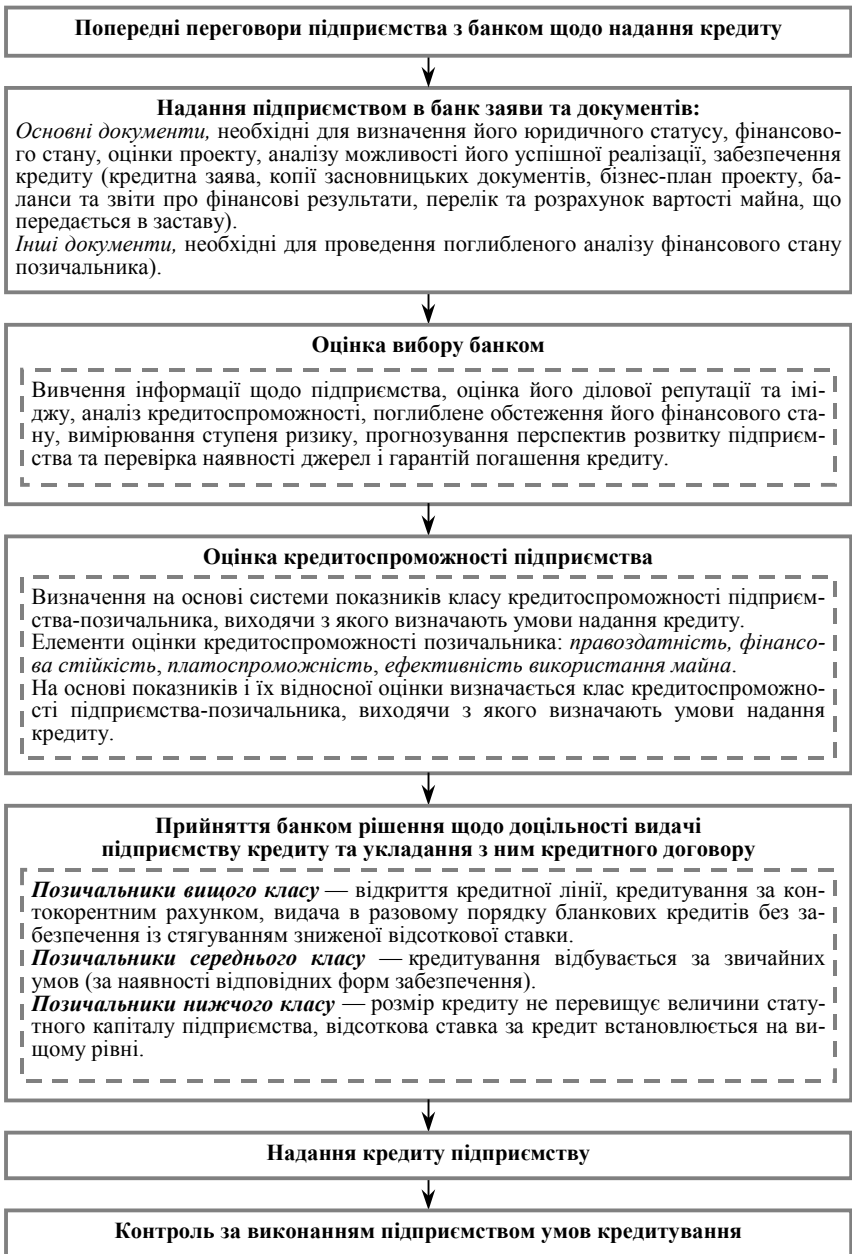 Попередні переговори підприємства з банком щодо надання кредиту
Надання підприємством в банк заяви та документів:
Основні документи, необхідні для визначення його юридичного статусу, фінансово-
го стану, оцінки проекту, аналізу можливості його успішної реалізації, забезпечення
кредиту (кредитна заява, копії засновницьких документів, бізнес-план проекту, ба-
ланси та звіти про фінансові результати, перелік та розрахунок вартості майна, що
передається в заставу).
Інші документи, необхідні для проведення поглибленого аналізу фінансового стану
позичальника).
Оцінка вибору банком
Вивчення інформації щодо підприємства, оцінка його ділової репутації та імі-
джу, аналіз кредитоспроможності, поглиблене обстеження його фінансового ста-
ну, вимірювання ступеня ризику, прогнозування перспектив розвитку підприєм-
ства та перевірка наявності джерел і гарантій погашення кредиту.
Оцінка кредитоспроможності підприємства
Визначення на основі системи показників класу кредитоспроможності підприєм-
ства-позичальника, виходячи з якого визначають умови надання кредиту.
Елементи оцінки кредитоспроможності позичальника: правоздатність, фінансо-
ва стійкість, платоспроможність, ефективність використання майна.
На основі показників і їх відносної оцінки визначається клас кредитоспроможно-
сті підприємства-позичальника, виходячи з якого визначають умови надання
кредиту.
Прийняття банком рішення щодо доцільності видачі
підприємству кредиту та укладання з ним кредитного договору
Позичальники вищого класу — відкриття кредитної лінії, кредитування за кон-
токорентним рахунком, видача в разовому порядку бланкових кредитів без за-
безпечення із стягуванням зниженої відсоткової ставки.
Позичальники середнього класу — кредитування відбувається за звичайних
умов (за наявності відповідних форм забезпечення).
Позичальники нижчого класу — розмір кредиту не перевищує величини стату-
тного капіталу підприємства, відсоткова ставка за кредит встановлюється на ви-
щому рівні.
Надання кредиту підприємству
Контроль за виконанням підприємством умов кредитування